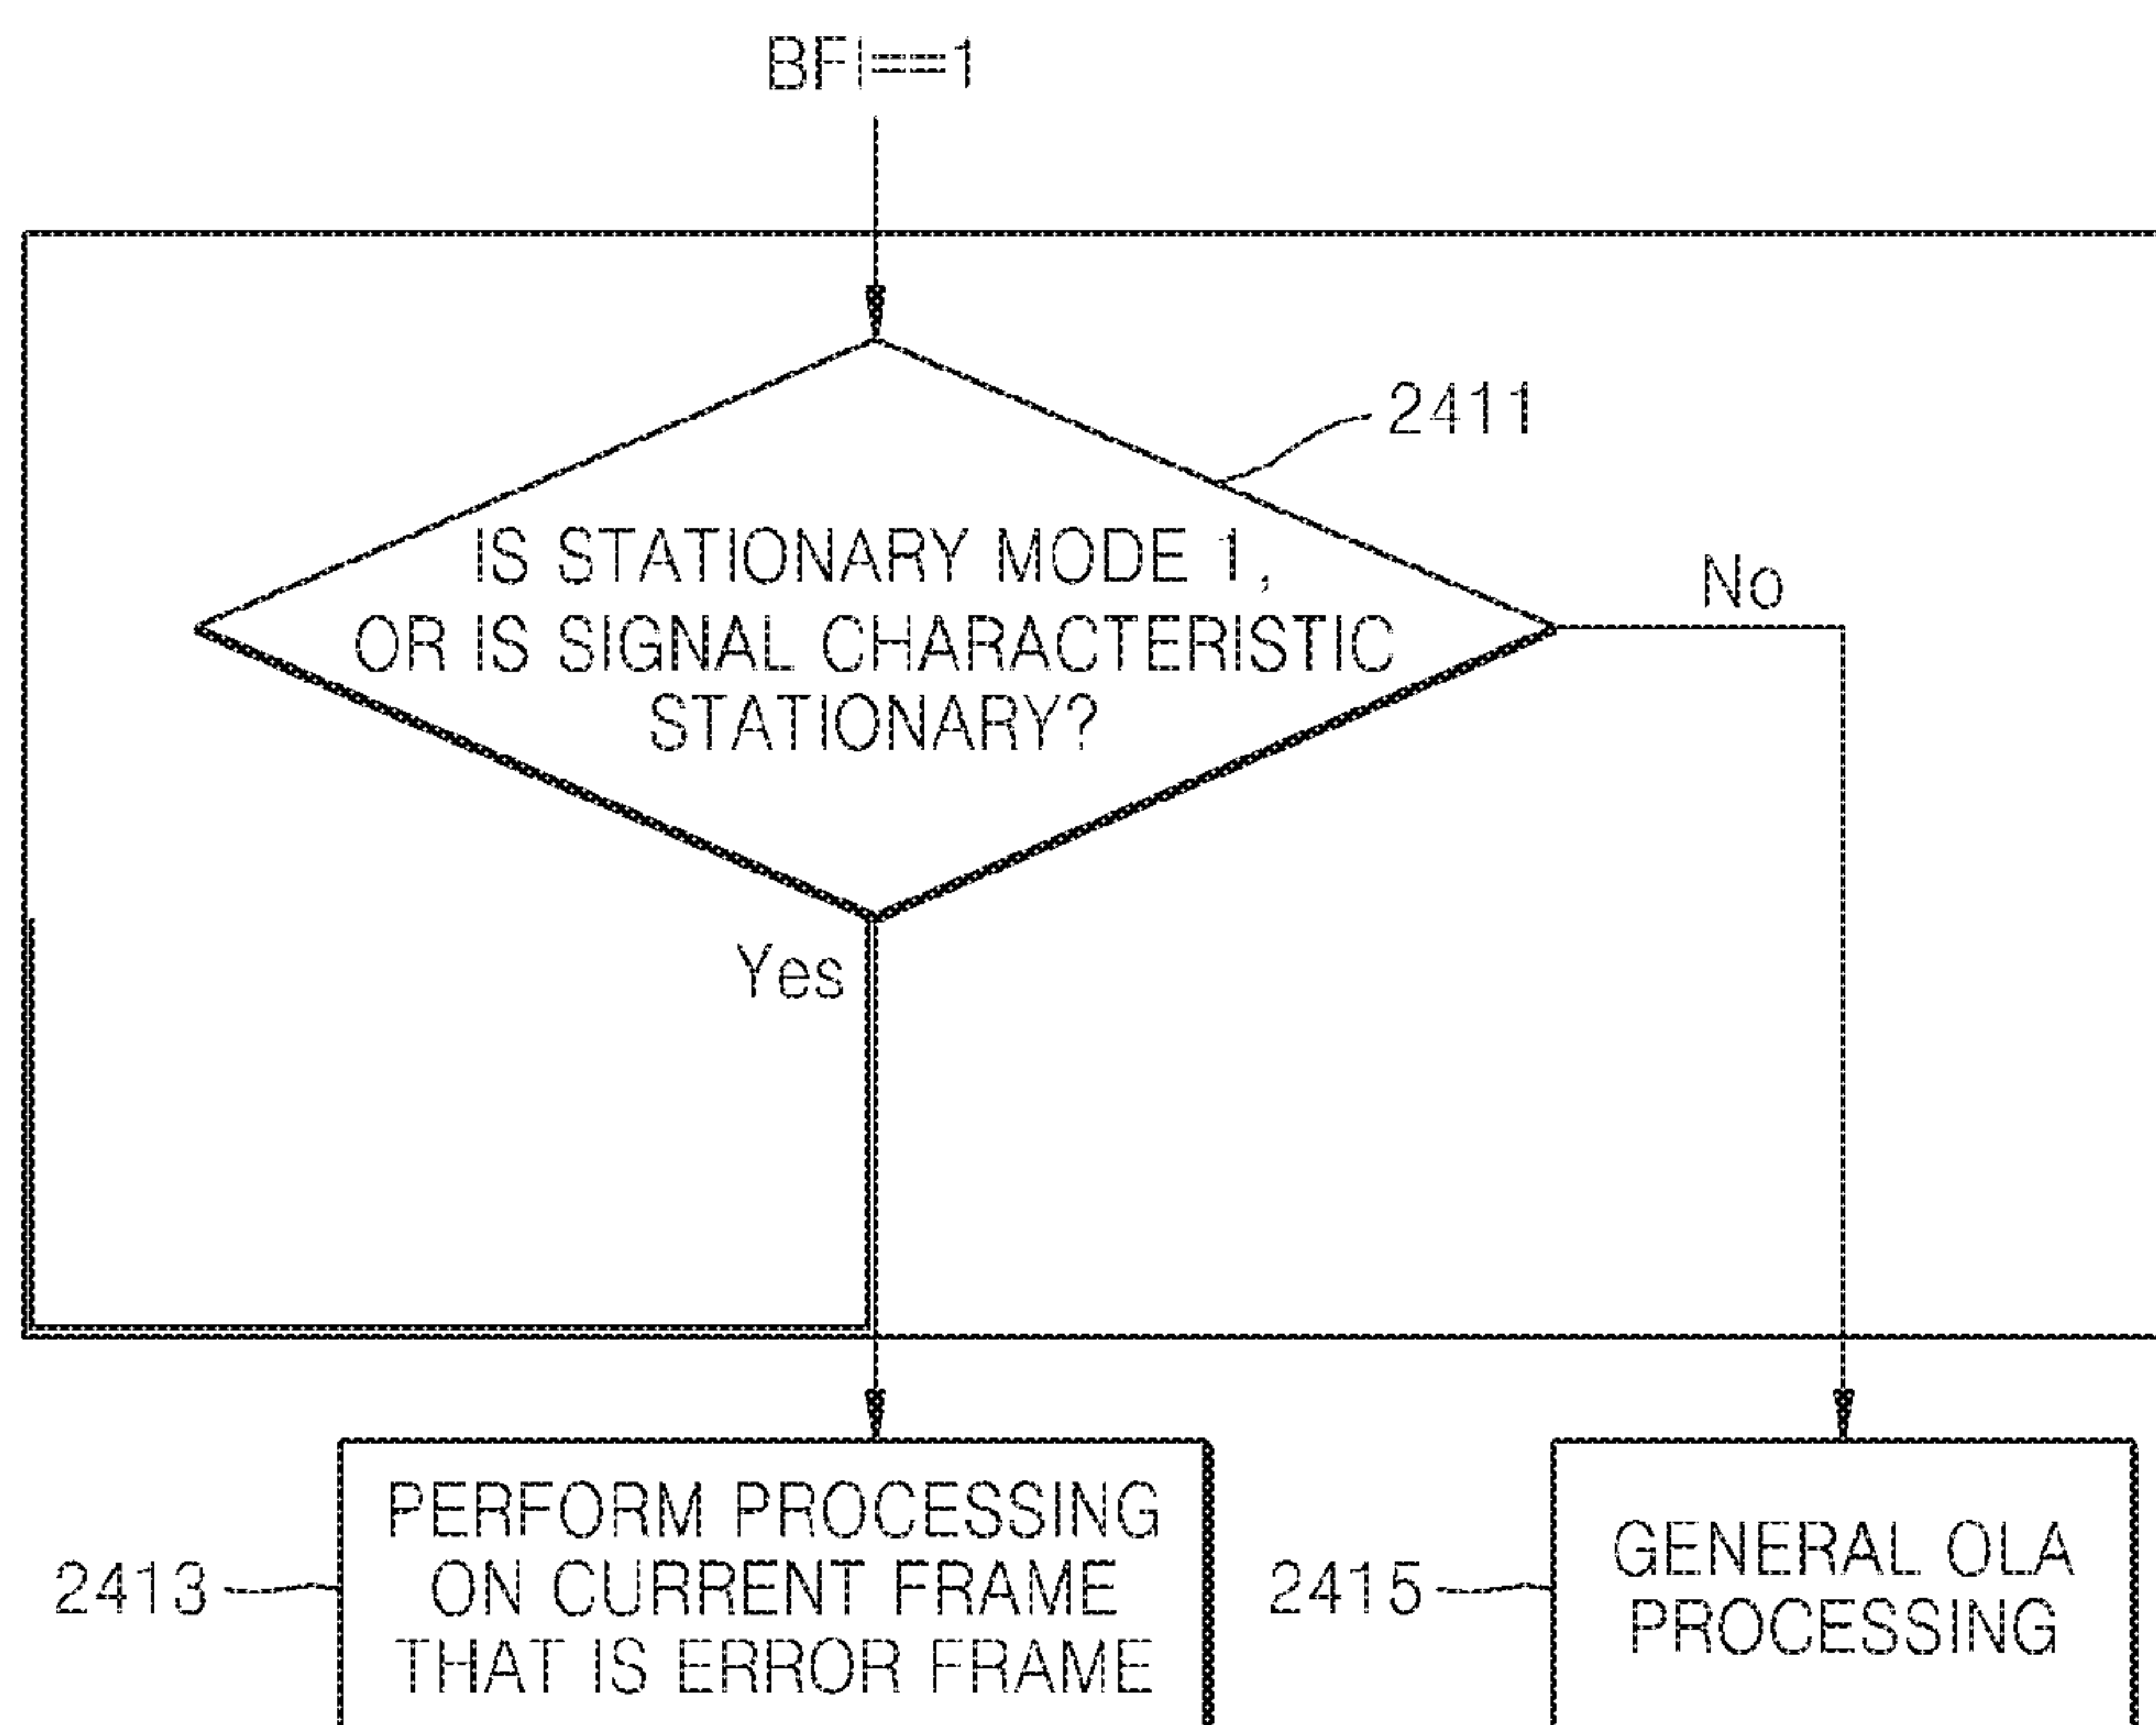 BFI==1
2411
IS STATIONARY MODE 1,
OR IS SIGNAL CHARACTERISTIC
STATIONARY?
No
Yes
PERFORM PROCESSING
ON CURRENT FRAME
THAT IS ERROR FRAME
2413
GENERAL OLA
PROCESSING
2415